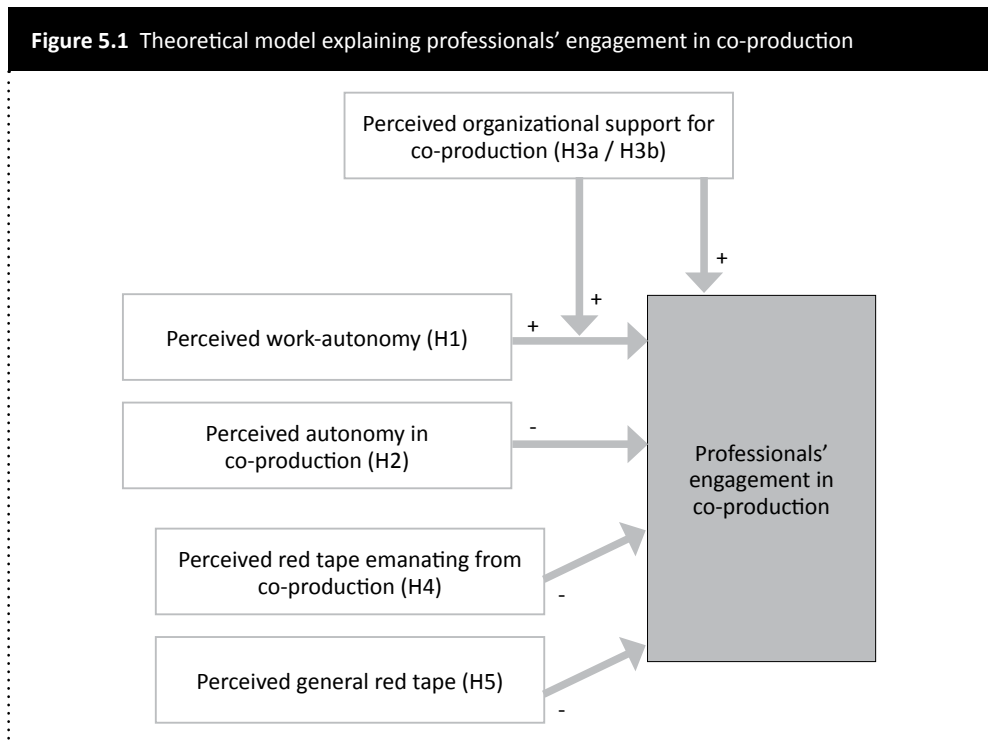 Figure 5.1 Theoretical model explaining professionals’ engagement in co-production
Perceived organizational support for
co-production (H3a / H3b)
+
+
Perceived work-autonomy (H1)
+
Perceived autonomy in
co-production (H2)
-
Professionals’
engagement in
co-production
Perceived red tape emanating from
co-production (H4)
-
Perceived general red tape (H5)
-